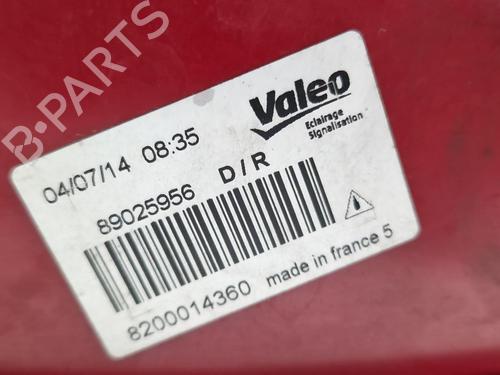 B-PARTS
Valeo
Eclairage
Signalisation
04/07/14 08:35
89025956 D/R
8200014360 made in france 5